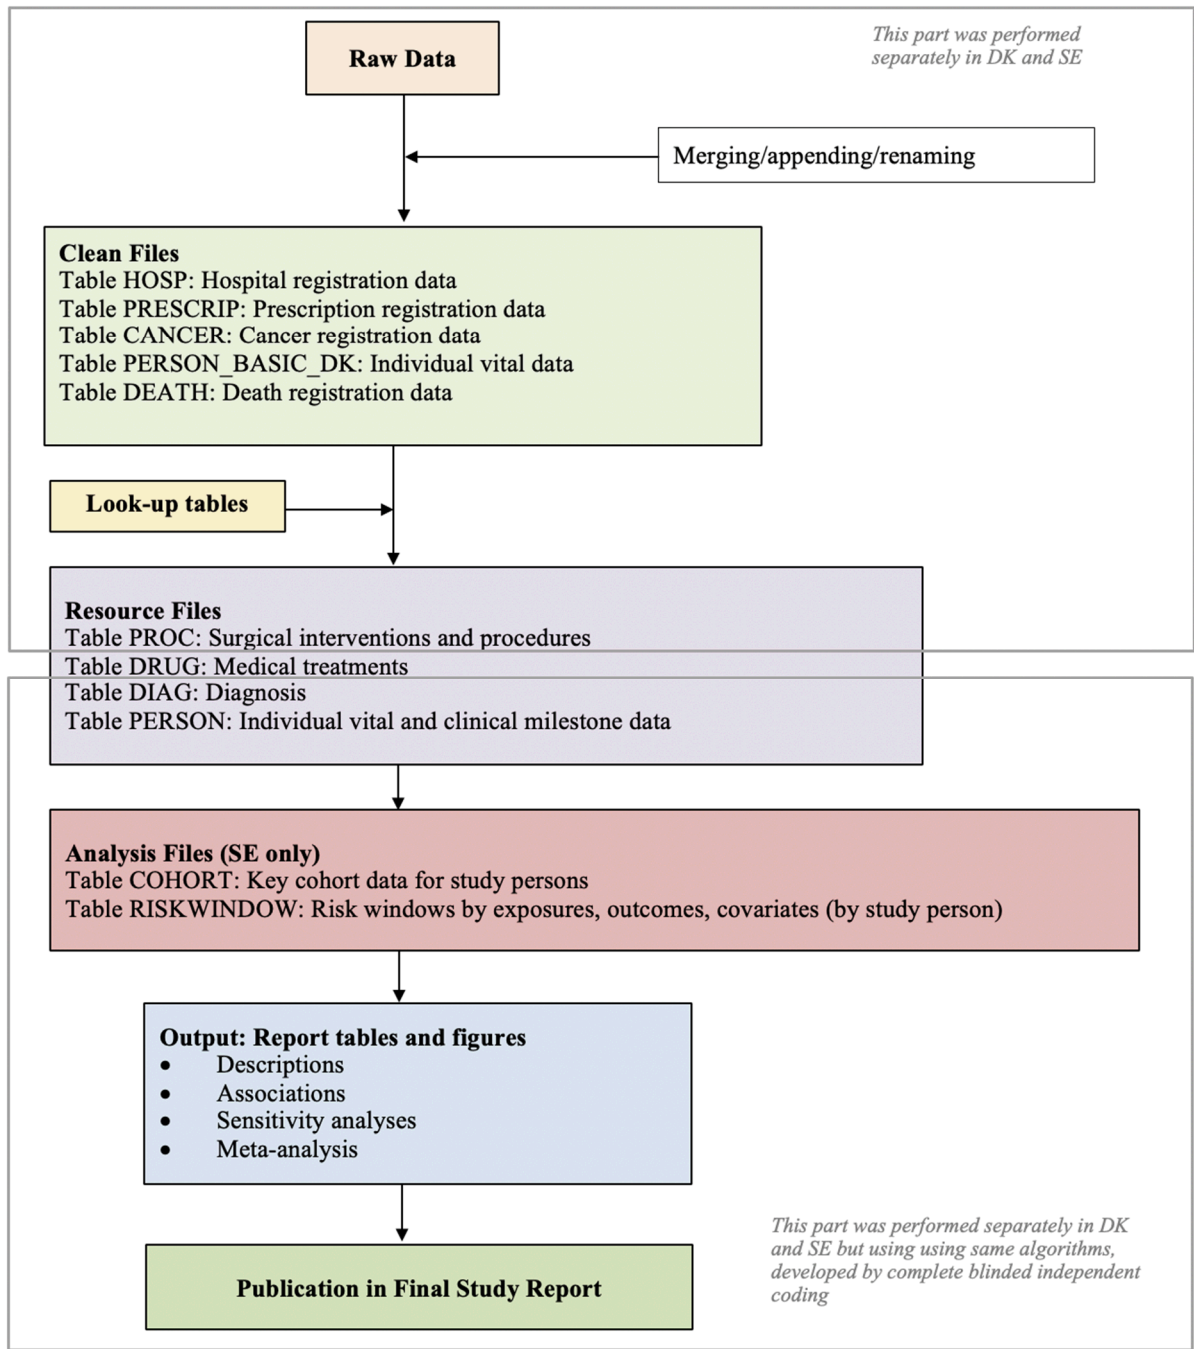 Raw Data
This part was performed
separately in DK and SE
Merging/appending/renaming
Clean Files
Table HOSP: Hospital registration data
Table PRESCRIP: Prescription registration data
Table CANCER: Cancer registration data
Table PERSON_BASIC_DK: Individual vital data
Table DEATH: Death registration data
Look-up tables
Resource Files
Table PROC: Surgical interventions and procedures
Table DRUG: Medical treatments
Table DIAG: Diagnosis
Table PERSON: Individual vital and clinical milestone data
Analysis Files (SE only)
Table COHORT: Key cohort data for study persons
Table RISKWINDOW: Risk windows by exposures, outcomes, covariates (by study person)
Output: Report tables and figures
• Descriptions
• Associations
• Sensitivity analyses
• Meta-analysis
This part was performed separately in DK
and SE but using using same algorithms,
developed by complete blinded independent
coding
Publication in Final Study Report